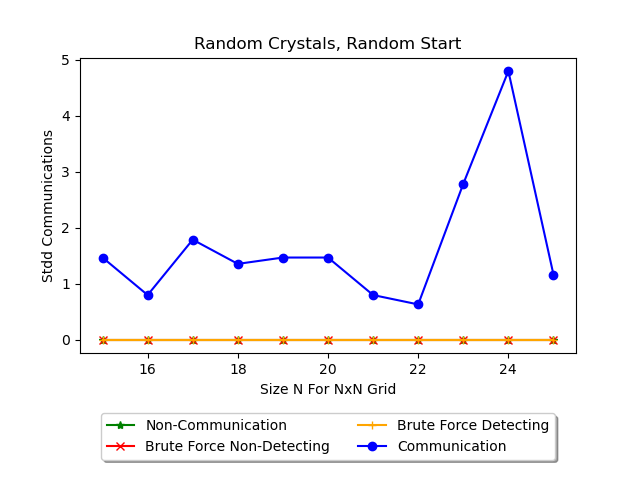 Random Crystals, Random Start
Stdd Communications
5
4
3
2
1
0
16 18 20 22 24
Size N For NxN Grid
Non-Communication
Brute Force Non-Detecting
Brute Force Detecting
Communication